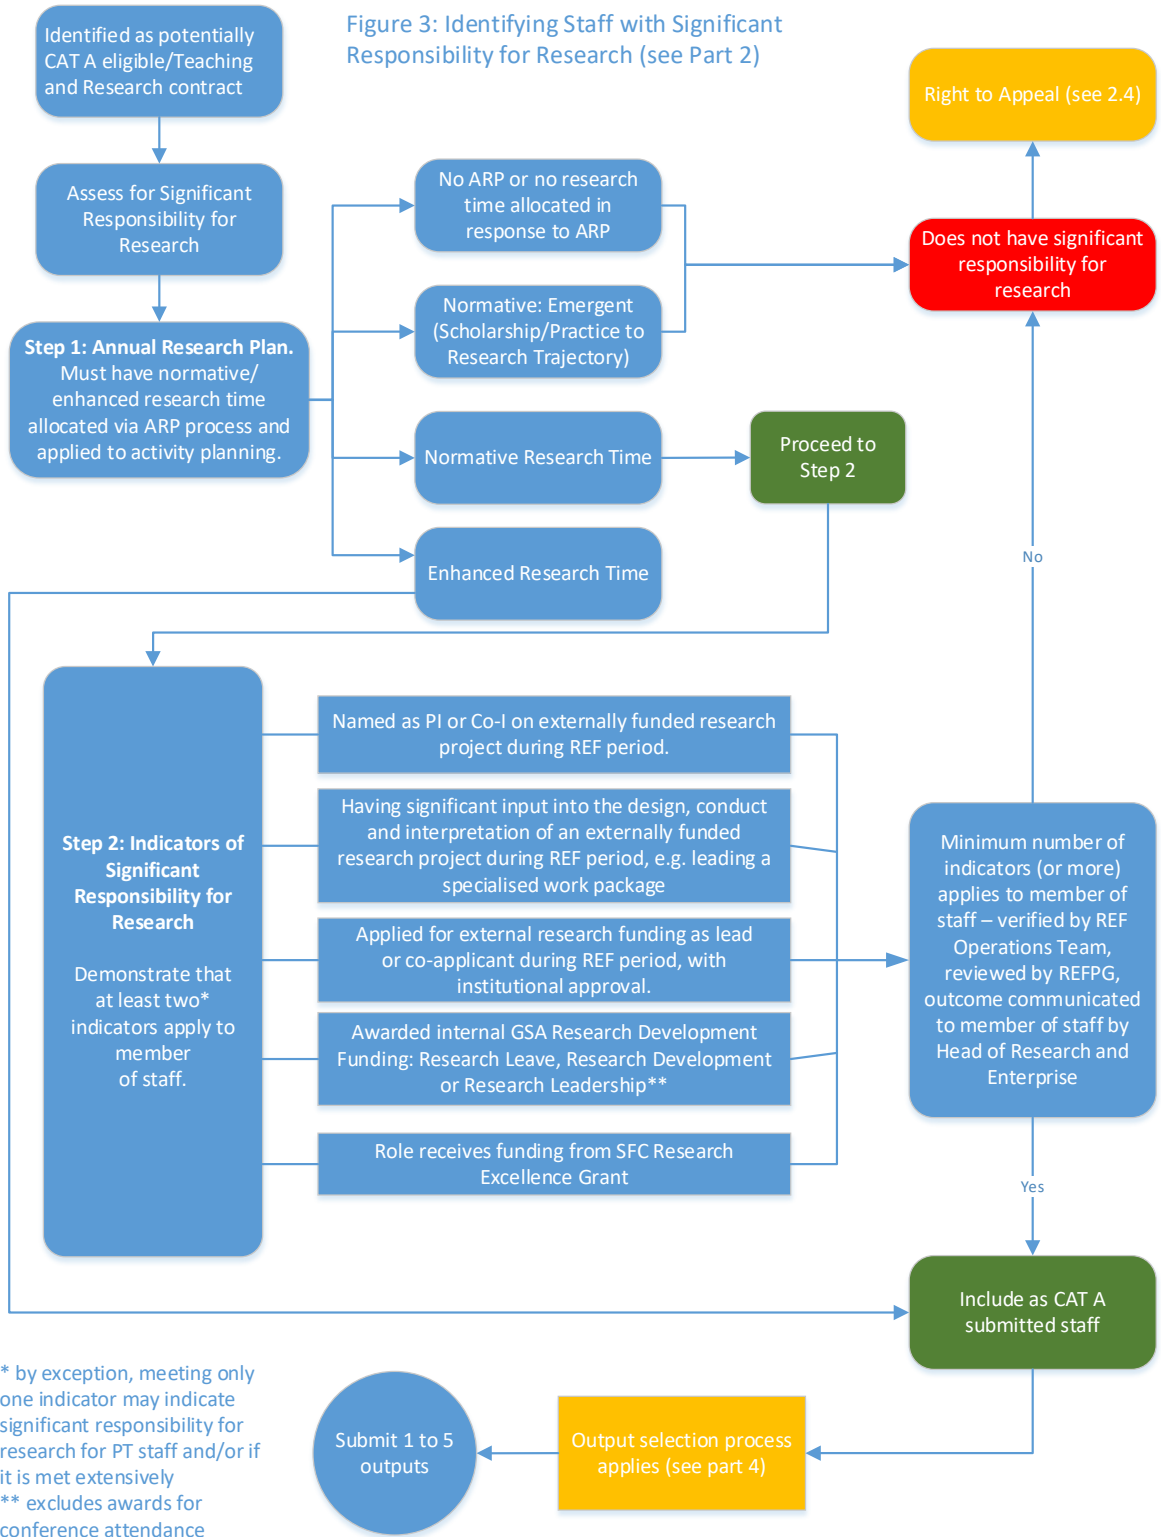 Figure 3: Identifying Staff with Significant
Responsibility for Research (see Part 2)
Identified as potentially
CAT A eligible/Teaching
and Research contract
Right to Appeal (see 2.4)
Assess for Significant
Responsibility for
Research
No ARP or no research
time allocated in
response to ARP
Does not have significant
responsibility for
research
Normative: Emergent
(Scholarship/Practice to
Research Trajectory)
Step 1: Annual Research Plan.
Must have normative/
enhanced research time
allocated via ARP process and
applied to activity planning.
Normative Research Time
Proceed to
Step 2
Enhanced Research Time
No
Step 2: Indicators of
Significant
Responsibility for
Research
Demonstrate that
at least two*
indicators apply to
member
of staff.
Named as PI or Co-I on externally funded research
project during REF period.
Having significant input into the design, conduct
and interpretation of an externally funded
research project during REF period, e.g. leading a
specialised work package
Applied for external research funding as lead
or co-applicant during REF period, with
institutional approval.
Awarded internal GSA Research Development
Funding: Research Leave, Research Development
or Research Leadership**
Role receives funding from SFC Research
Excellence Grant
Minimum number of
indicators (or more)
applies to member of
staff – verified by REF
Operations Team,
reviewed by REFPG,
outcome communicated
to member of staff by
Head of Research and
Enterprise
Yes
Include as CAT A
submitted staff
Output selection process
applies (see part 4)
Submit 1 to 5
outputs
* by exception, meeting only
one indicator may indicate
significant responsibility for
research for PT staff and/or if
it is met extensively
** excludes awards for
conference attendance